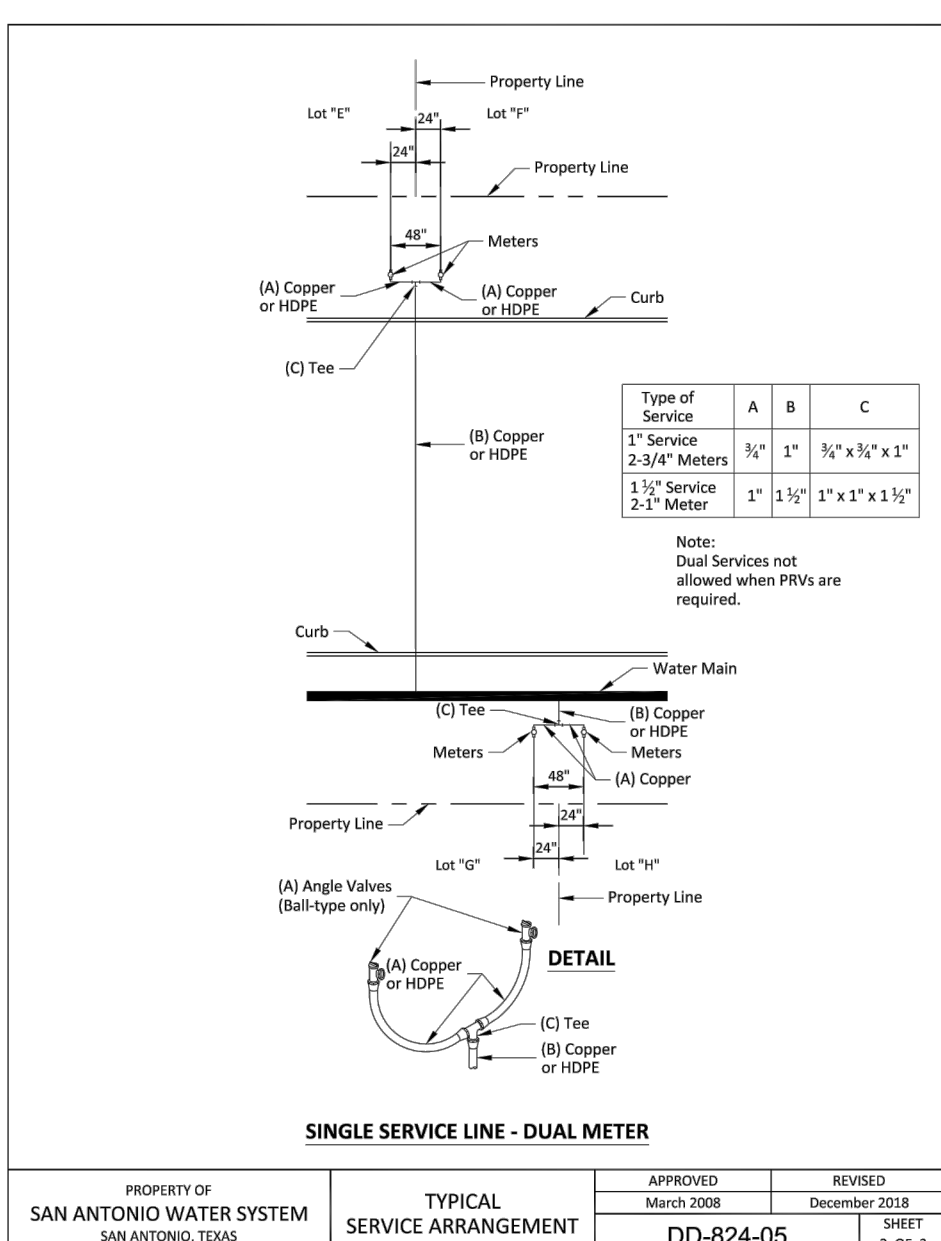 Property Line
Lot "E"
24"
Lot "F"
24"
Property Line
48"
Meters
(A) Copper
or HDPE
(A) Copper
or HDPE
Curb
(C) Tee
(B) Copper
or HDPE
Type of
Service
A
B
C
1" Service
2-3/4" Meters
¾"
1"
¾" x ¾" x 1"
1 ½" Service
2-1" Meter
1"
1 ½"
1" x 1" x 1 ½"
Note:
Dual Services not
allowed when PRVs are
required.
Curb
Water Main
(C) Tee
(B) Copper
or HDPE
Meters
Meters
48"
(A) Copper
Property Line
24"
24"
Lot "G"
Lot "H"
Property Line
(A) Angle Valves
(Ball-type only)
DETAIL
(A) Copper
or HDPE
(C) Tee
(B) Copper
or HDPE
SINGLE SERVICE LINE - DUAL METER
PROPERTY OF
SAN ANTONIO WATER SYSTEM
SAN ANTONIO, TEXAS
TYPICAL
SERVICE ARRANGEMENT
APPROVED
REVISED
March 2008
December 2018
DD-824-05
SHEET